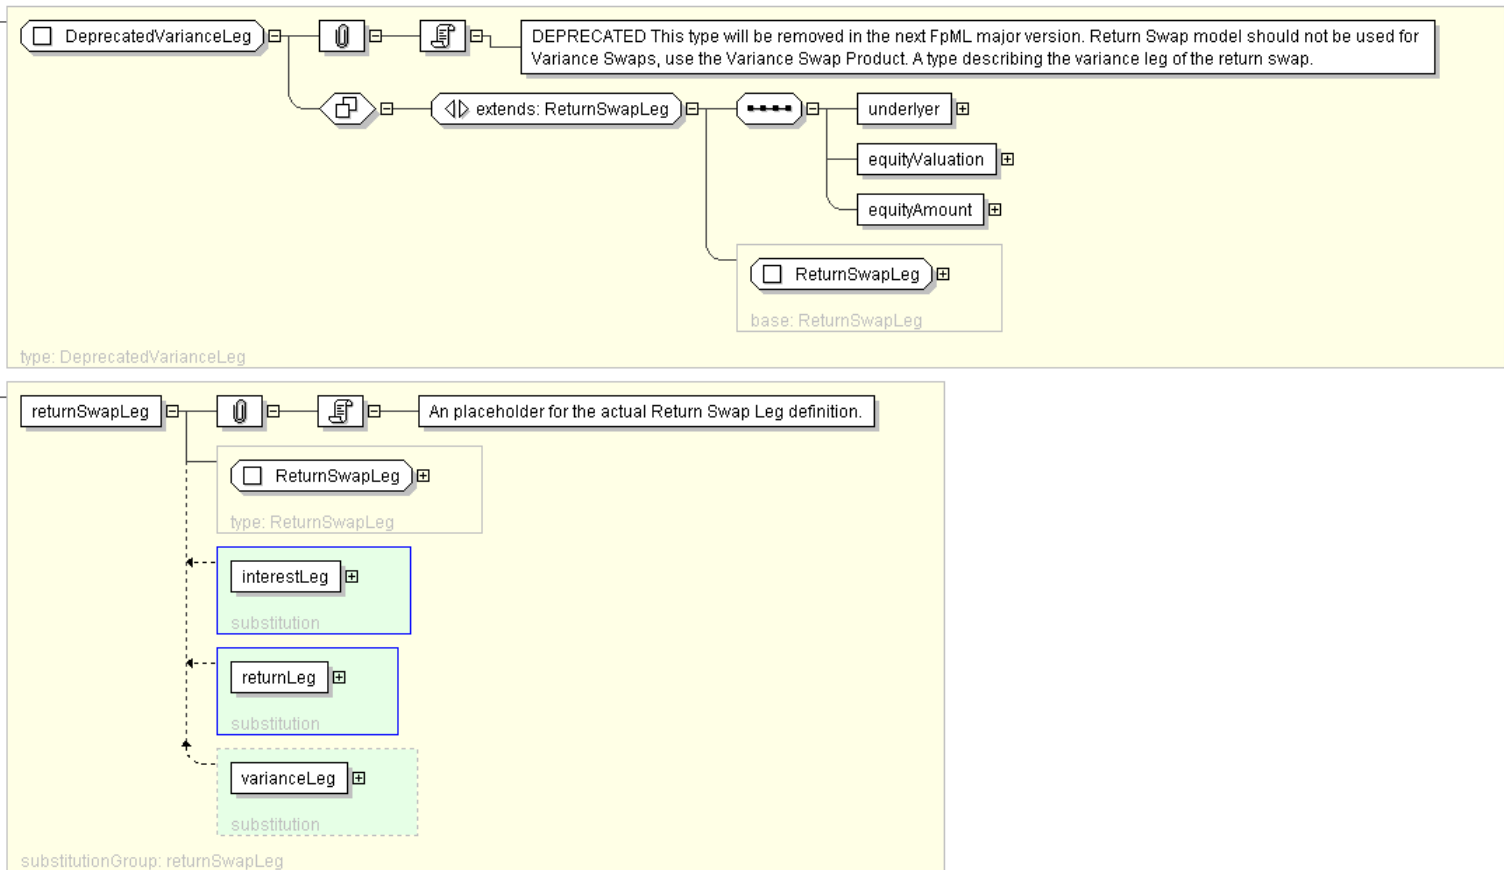 DeprecatedVarianceLeg
DEPRECATED This type will be removed in the next FpML major version. Return Swap model should not be used for
Variance Swaps, use the Variance Swap Product. A type describing the variance leg of the return swap.
extends: ReturnSwapLeg
underlyer
equityValuation
equityAmount
ReturnSwapLeg
base: ReturnSwapLeg
type: DeprecatedVarianceLeg
returnSwapLeg
An placeholder for the actual Return Swap Leg definition.
ReturnSwapLeg
type: ReturnSwapLeg
interestLeg
substitution
returnLeg
substitution
varianceLeg
substitution
substitutionGroup: returnSwapLeg